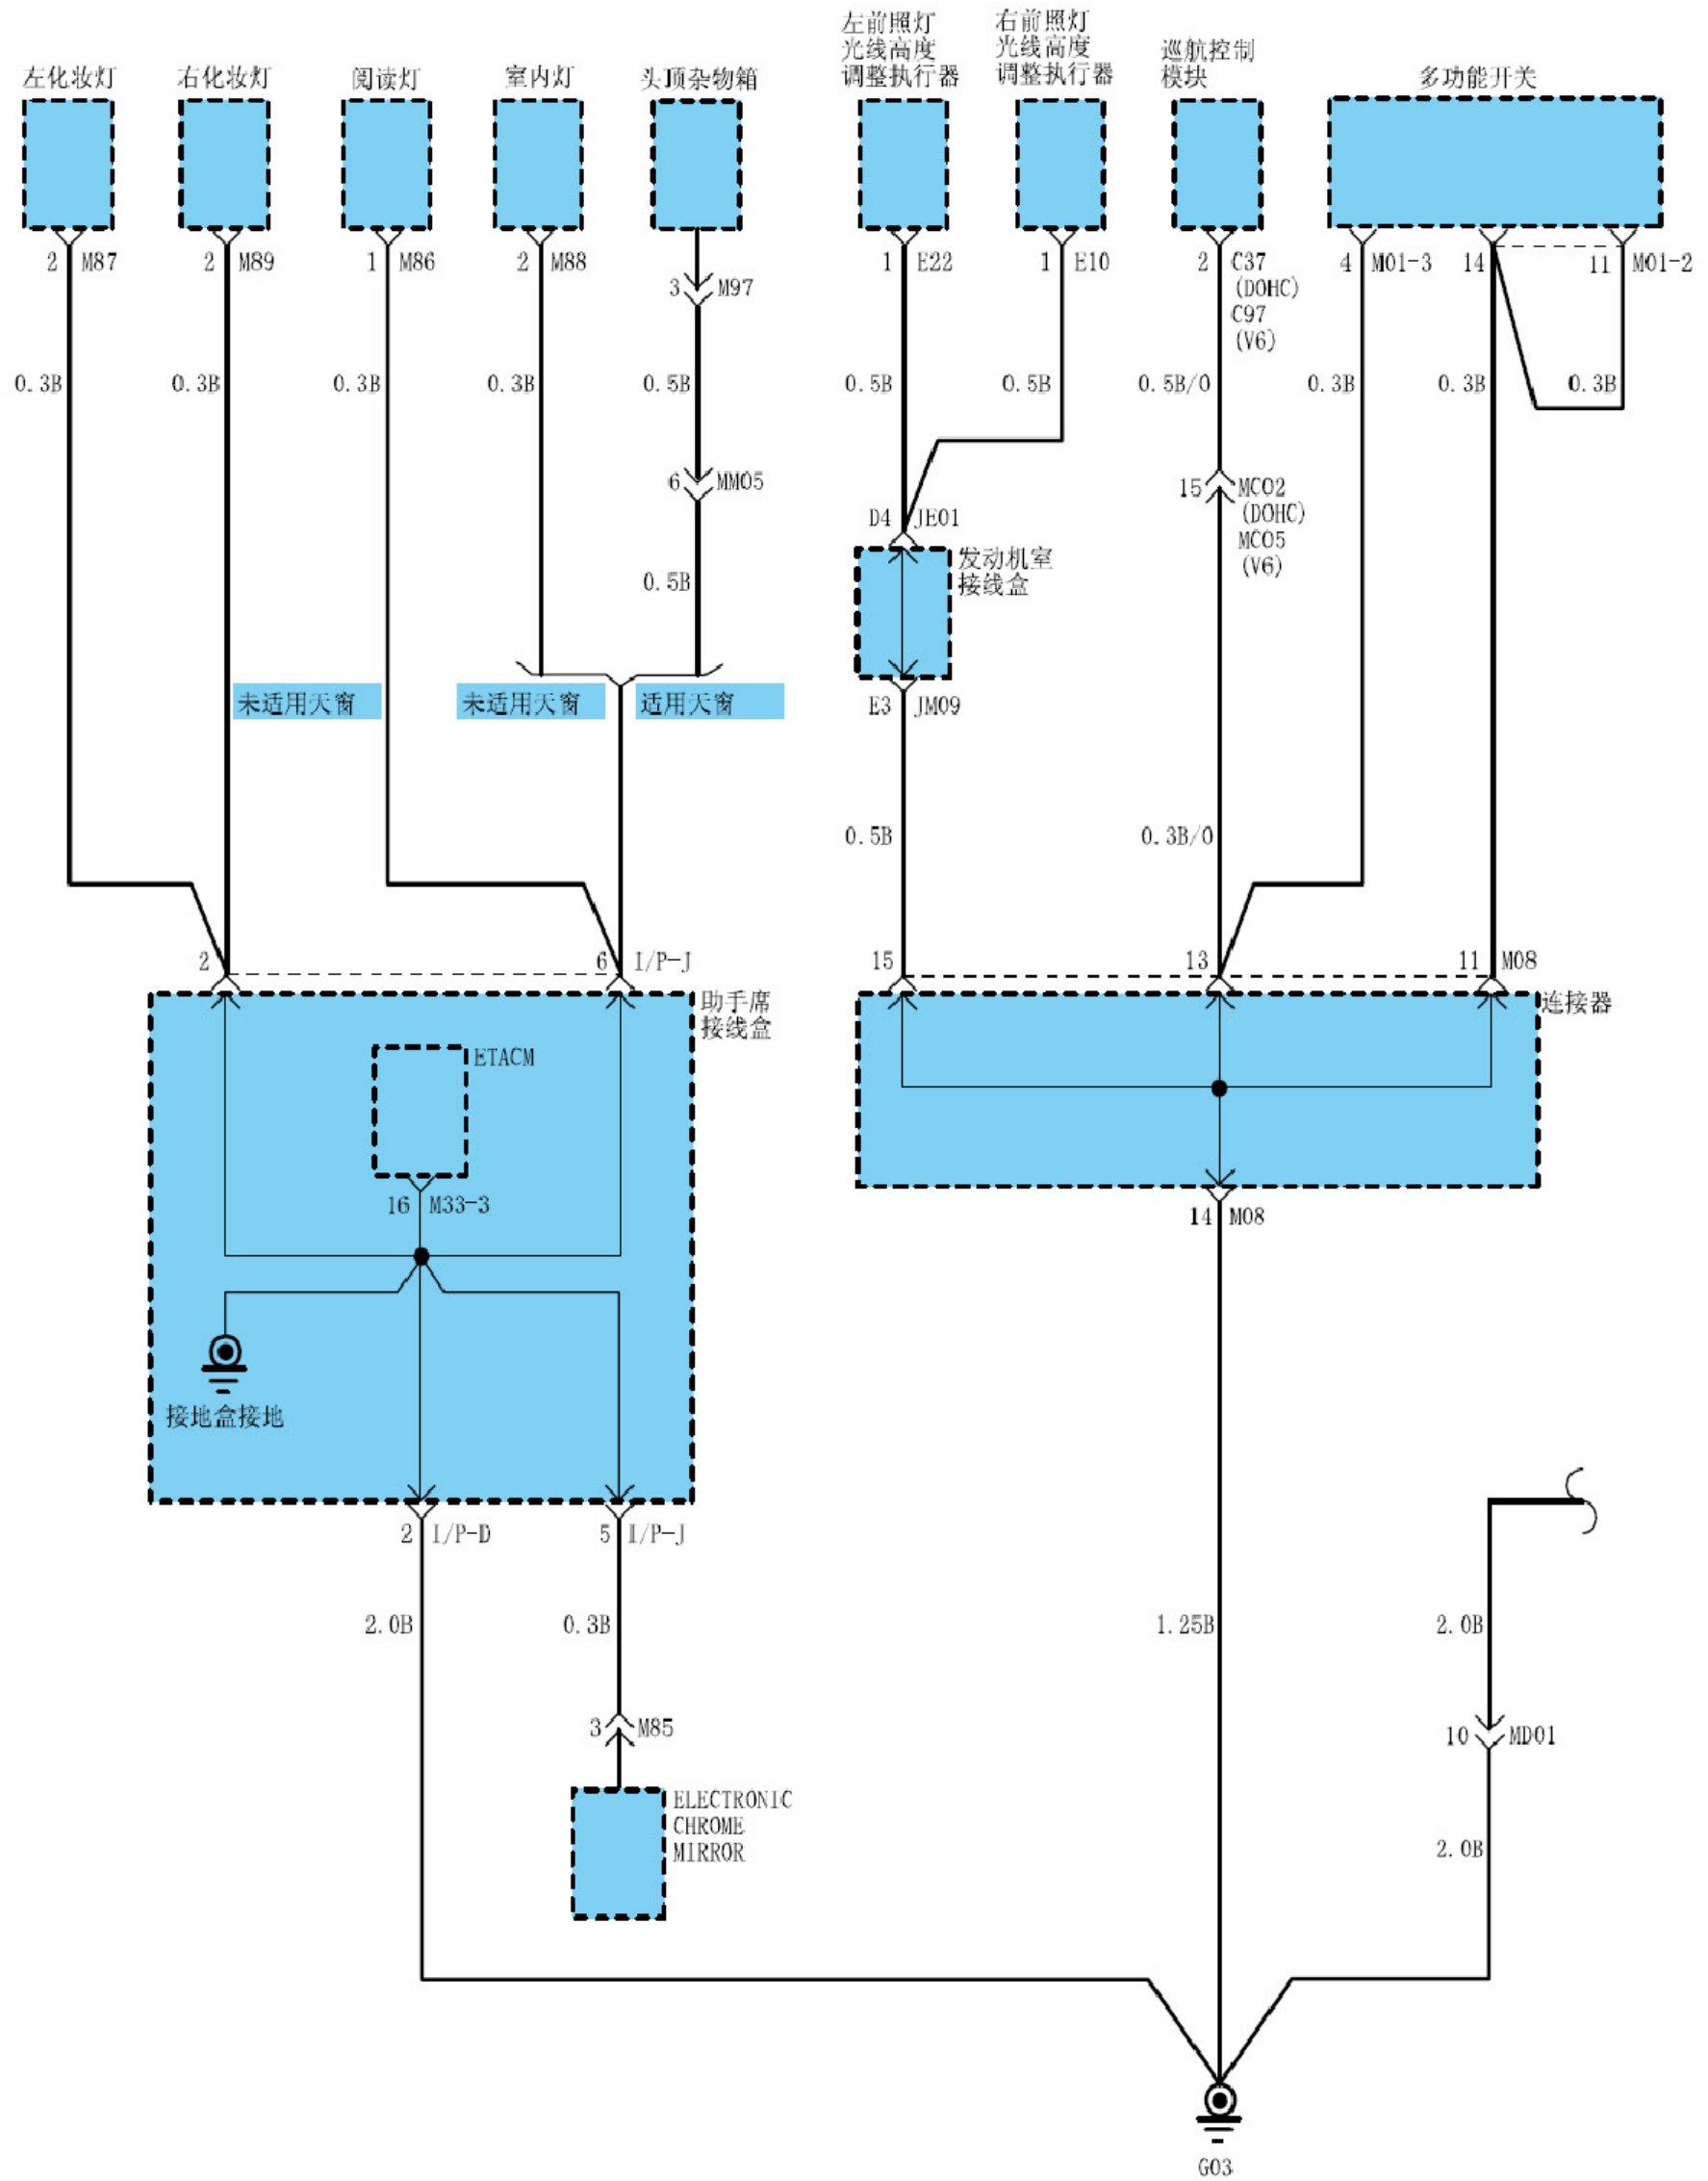 左化妆灯
右化妆灯
阅读灯
室内灯
头顶杂物箱
左前照灯
光线高度
调整执行器
右前照灯
光线高度
调整执行器
巡航控制
模块
多功能开关
2 M87
2 M89
1 M86
2 M88
3 M97
1 E22
1 E10
2 C37
(DOHC)
C97
(V6)
4 M01-3
14
11 M01-2
0.3B
0.3B
0.3B
0.3B
0.5B
0.5B
0.5B
0.5B/O
0.3B
0.3B
0.3B
6 MM05
15 MC02
(DOHC)
MC05
(V6)
D4 JE01
发动机室
接线盒
0.5B
未适用天窗
未适用天窗
适用天窗
E3 JM09
0.5B
0.3B/O
2
6 I/P-J
15
13
11 M08
助手席
接线盒
连接器
ETACM
16 M33-3
14 M08
接地盒接地
2 I/P-D
5 I/P-J
2.0B
0.3B
1.25B
2.0B
3 M85
10 MD01
ELECTRONIC
CHROME
MIRROR
2.0B
G03